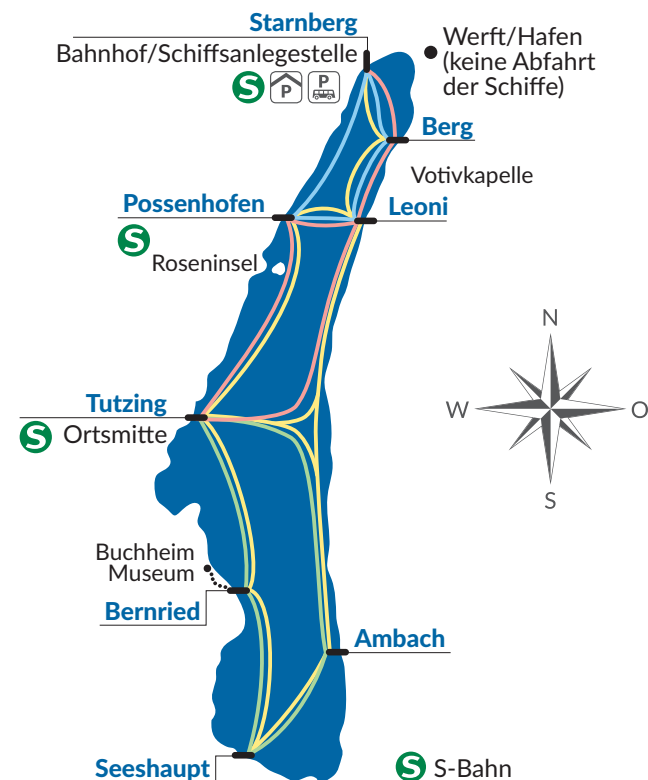 Starnberg
Bahnhof/Schiffsanlegestelle
S P P
Werft/Hafen
(keine Abfahrt
der Schiffe)
Berg
Votivkapelle
Possenhofen
Leoni
S
Roseninsel
N
W O
S
Tutzing
S Ortsmitte
Buchheim
Museum
Bernried
Ambach
Seeshaupt
S S-Bahn